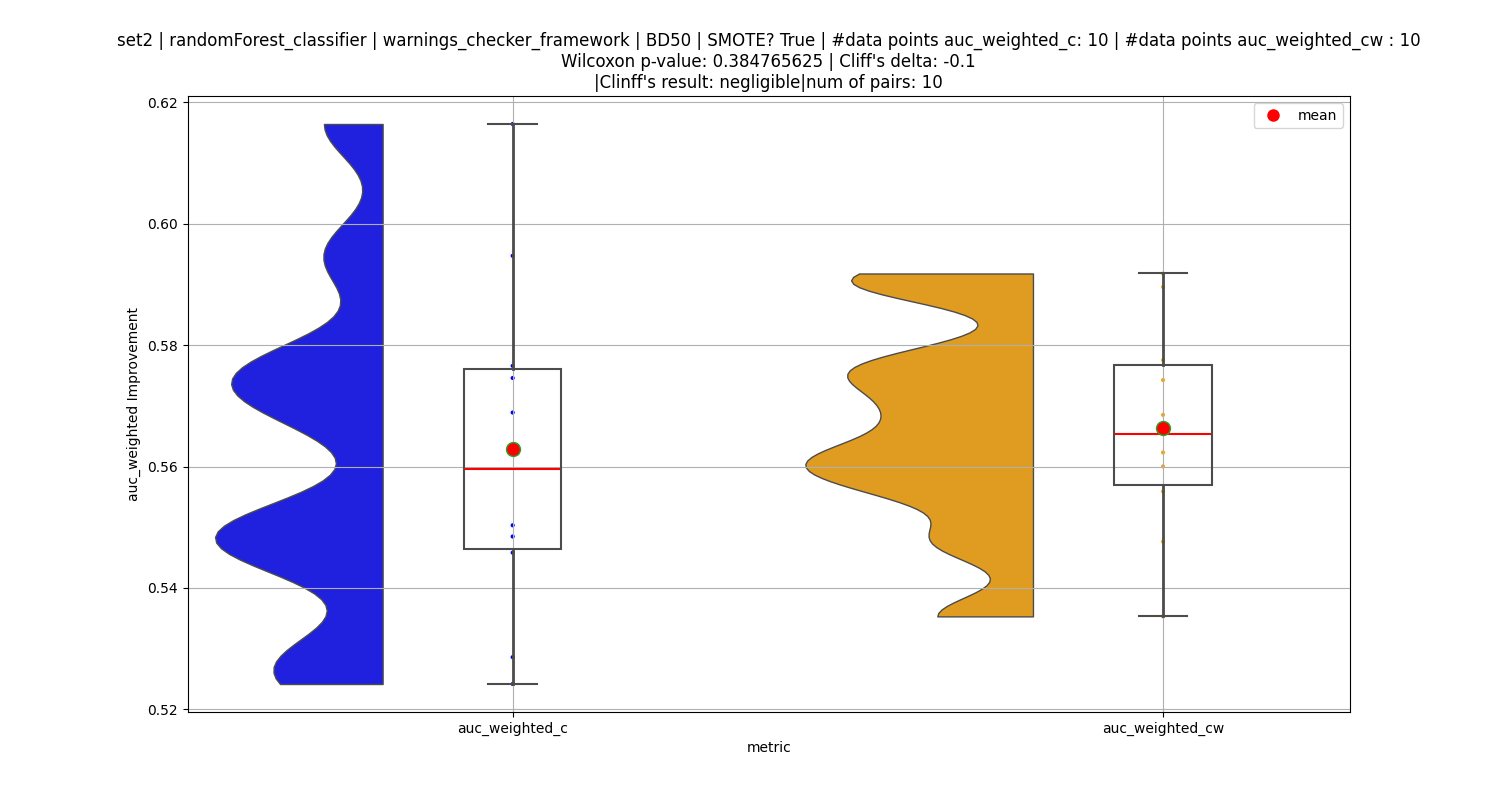 set2 | randomForest_classifier | warnings_checker_framework | BD50 | SMOTE? True | #data points auc_weighted_c: 10 | #data points auc_weighted_cw : 10
Wilcoxon p-value: 0.384765625 | Cliff's delta: -0.1
|Clinff's result: negligible|num of pairs: 10
mean
auc_weighted Improvement
0.62
0.60
0.58
0.56
0.54
0.52
auc_weighted_c
auc_weighted_cw
metric